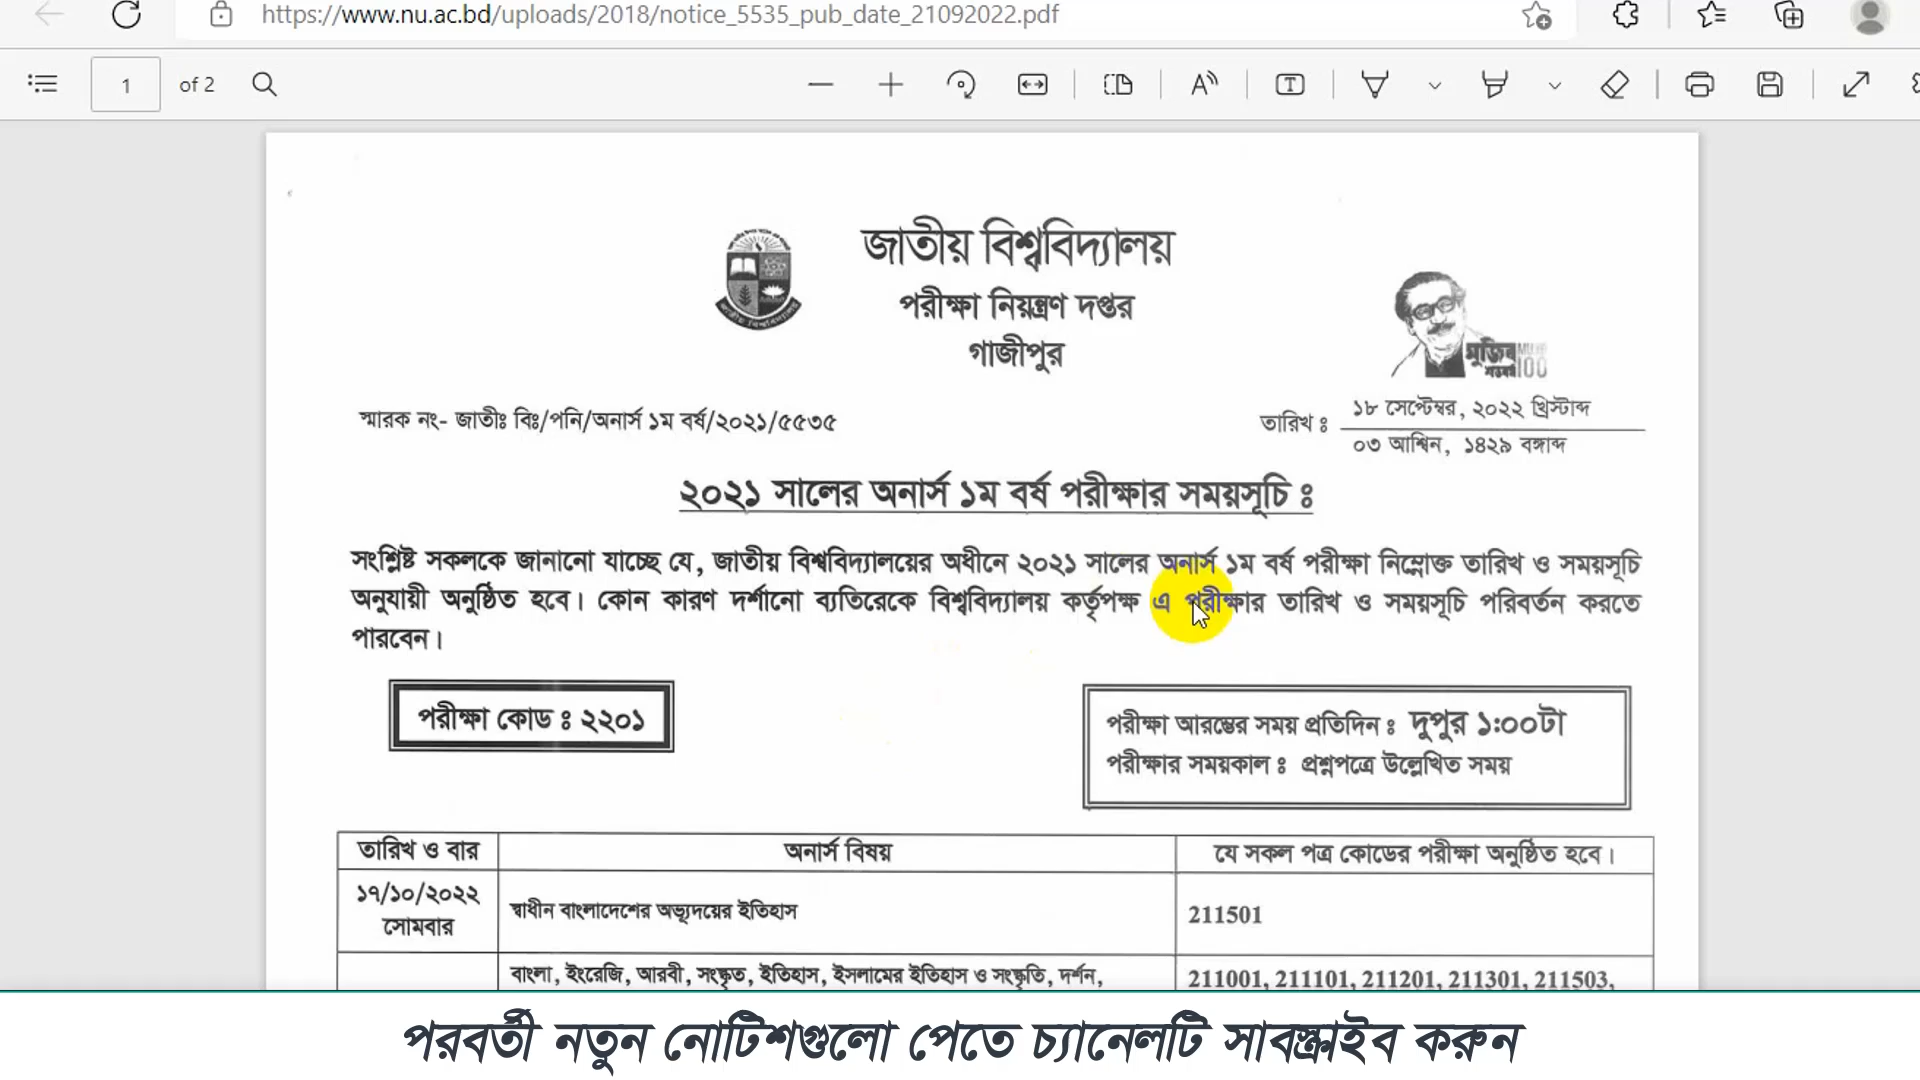 https://www.nu.ac.bd/uploads/2018/notice_5535_pub_date_21092022.pdf
1 of 2
জাতীয় বিশ্ববিদ্যালয়
পরীক্ষা নিয়ন্ত্রণ দপ্তর
গাজীপুর
মুজিব
শতবর্ষ 100
স্মারক নং- জাতীঃ বিঃ/পনি/অনার্স ১ম বর্ষ/২০২১/৫৫৩৫
তারিখ ঃ ১৮ সেপ্টেম্বর, ২০২২ খ্রিস্টাব্দ
০৩ আশ্বিন, ১৪২৯ বঙ্গাব্দ
২০২১ সালের অনার্স ১ম বর্ষ পরীক্ষার সময়সূচি ঃ
সংশ্লিষ্ট সকলকে জানানো যাচ্ছে যে, জাতীয় বিশ্ববিদ্যালয়ের অধীনে ২০২১ সালের অনার্স ১ম বর্ষ পরীক্ষা নিম্নোক্ত তারিখ ও সময়সূচি
অনুযায়ী অনুষ্ঠিত হবে। কোন কারণ দর্শানো ব্যতিরেকে বিশ্ববিদ্যালয় কর্তৃপক্ষ এ পরীক্ষার তারিখ ও সময়সূচি পরিবর্তন করতে
পারবেন।
পরীক্ষা কোড ঃ ২২০১
পরীক্ষা আরম্ভের সময় প্রতিদিন ঃ দুপুর ১:০০টা
পরীক্ষার সময়কাল ঃ প্রশ্নপত্রে উল্লেখিত সময়
তারিখ ও বার অনার্স বিষয় যে সকল পত্র কোডের পরীক্ষা অনুষ্ঠিত হবে।
১৭/১০/২০২২
সোমবার
স্বাধীন বাংলাদেশের অভ্যুদয়ের ইতিহাস 211501
বাংলা, ইংরেজি, আরবী, সংস্কৃত, ইতিহাস, ইসলামের ইতিহাস ও সংস্কৃতি, দর্শন, 211001, 211101, 211201, 211301, 211503,
পরবর্তী নতুন নোটিশগুলো পেতে চ্যানেলটি সাবস্ক্রাইব করুন